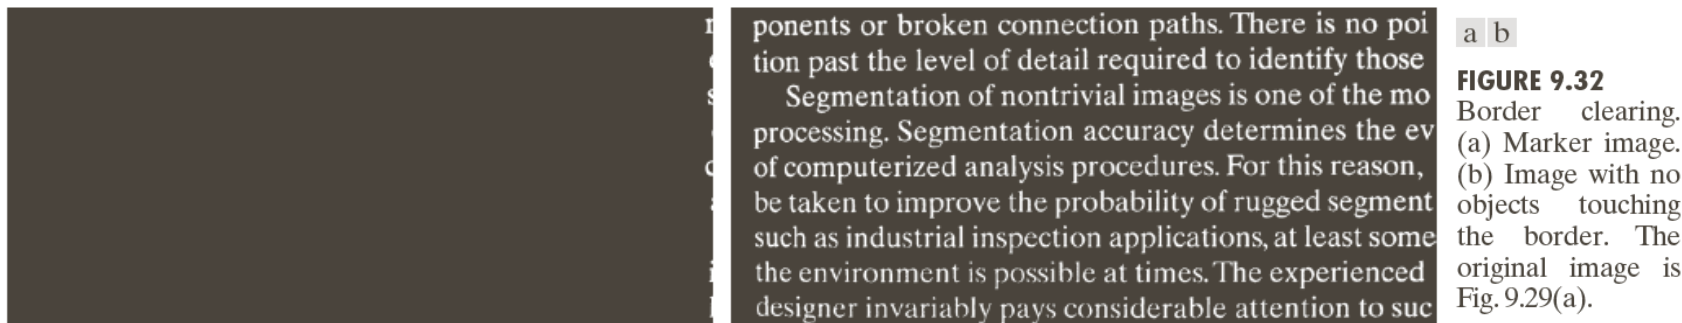 ponents or broken connection paths. There is no poi
tion past the level of detail required to identify those
Segmentation of nontrivial images is one of the mo
processing. Segmentation accuracy determines the ev
of computerized analysis procedures. For this reason,
be taken to improve the probability of rugged segment
such as industrial inspection applications, at least some
the environment is possible at times. The experienced
designer invariably pays considerable attention to suc
a b
FIGURE 9.32
Border clearing.
(a) Marker image.
(b) Image with no
objects touching
the border. The
original image is
Fig. 9.29(a).